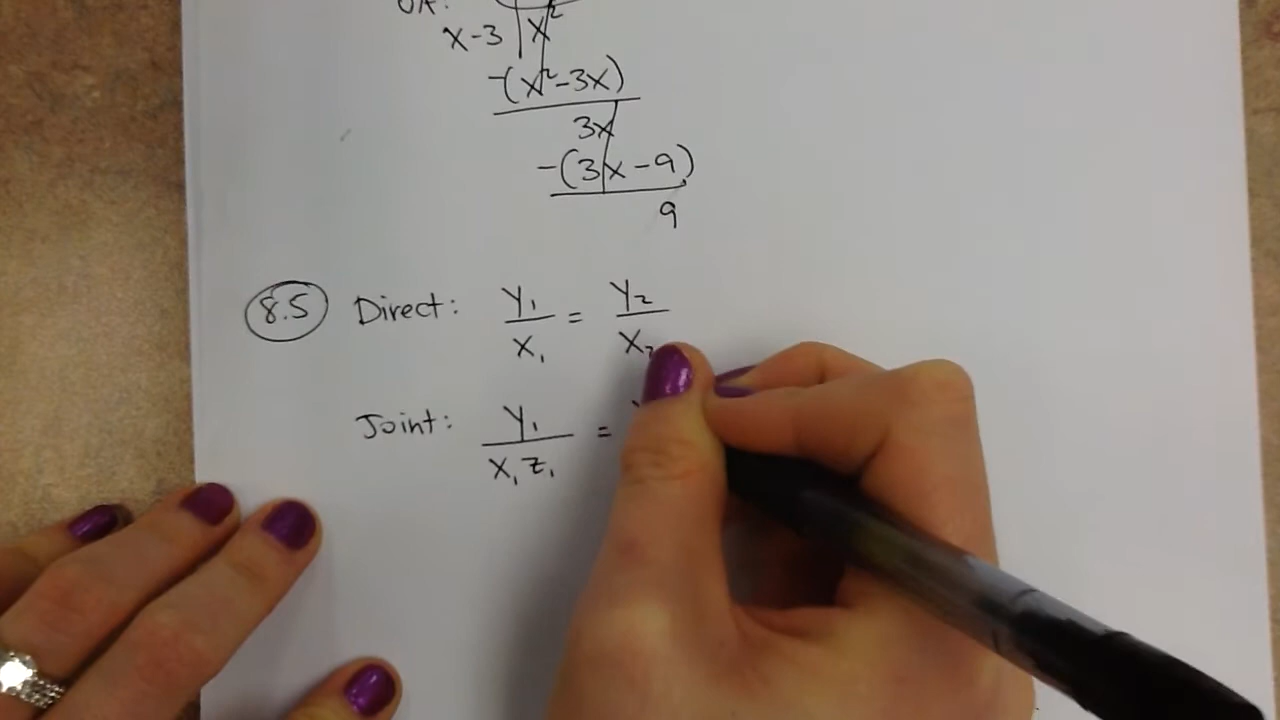 x-3 x²
-(x²-3x)
3x
-(3x-9)
9
8.5 Direct: y₁/x₁ = y₂/x₂
Joint: y₁/x₁z₁ =